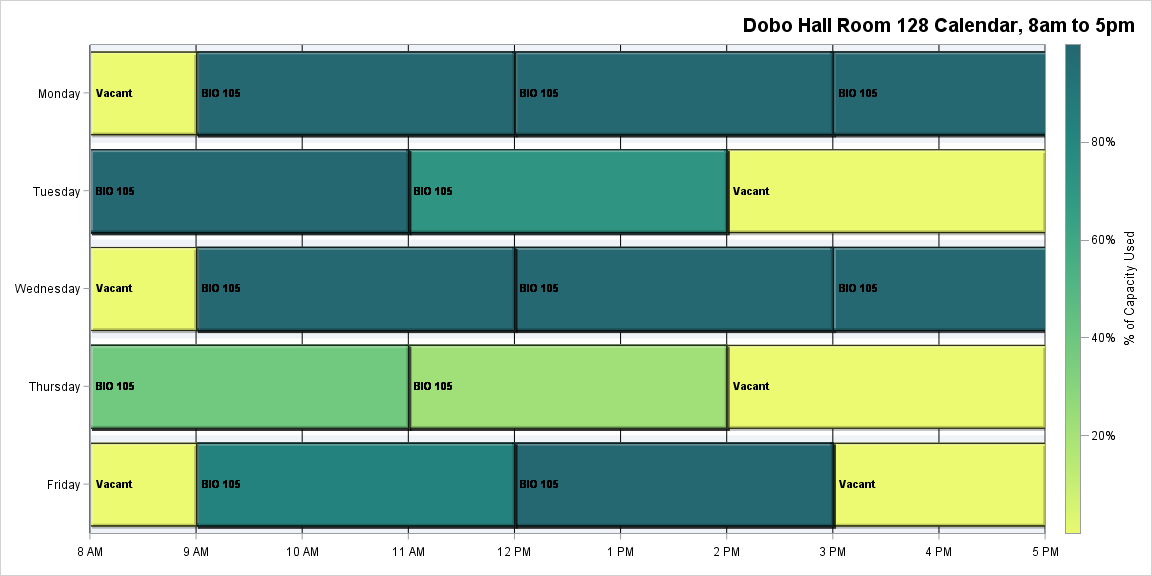 Dobo Hall Room 128 Calendar, 8am to 5pm
Monday
Vacant
BIO 105
BIO 105
BIO 105
Tuesday
BIO 105
BIO 105
Vacant
Wednesday
Vacant
BIO 105
BIO 105
BIO 105
Thursday
BIO 105
BIO 105
Vacant
Friday
Vacant
BIO 105
BIO 105
Vacant
8 AM
9 AM
10 AM
11 AM
12 PM
1 PM
2 PM
3 PM
4 PM
5 PM
80%
60%
40%
20%
% of Capacity Used